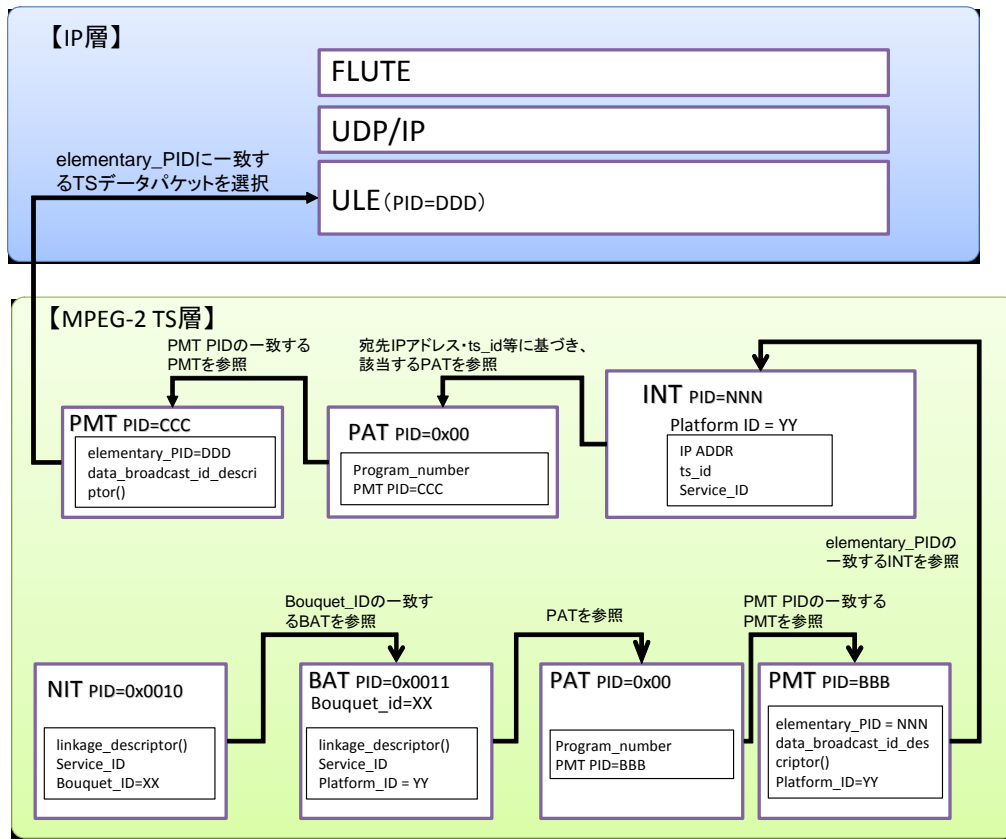 【IP層】
FLUTE
UDP/IP
ULE（PID=DDD）
elementary_PIDに一致す
るTSデータパケットを選択
【MPEG-2 TS層】
PMT PIDの一致する
PMTを参照
宛先IPアドレス・ts_id等に基づき、
該当するPATを参照
PMT PID=CCC
elementary_PID=DDD
data_broadcast_id_descri
ptor()
PAT PID=0x00
Program_number
PMT PID=CCC
INT PID=NNN
Platform ID = YY
IP ADDR
ts_id
Service_ID
elementary_PIDの
一致するINTを参照
Bouquet_IDの一致す
るBATを参照
PATを参照
PMT PIDの一致する
PMTを参照
NIT PID=0x0010
linkage_descriptor()
Service_ID
Bouquet_ID=XX
BAT PID=0x0011
Bouquet_id=XX
linkage_descriptor()
Service_ID
Platform_ID = YY
PAT PID=0x00
Program_number
PMT PID=BBB
PMT PID=BBB
elementary_PID = NNN
data_broadcast_id_des
criptor()
Platform_ID=YY